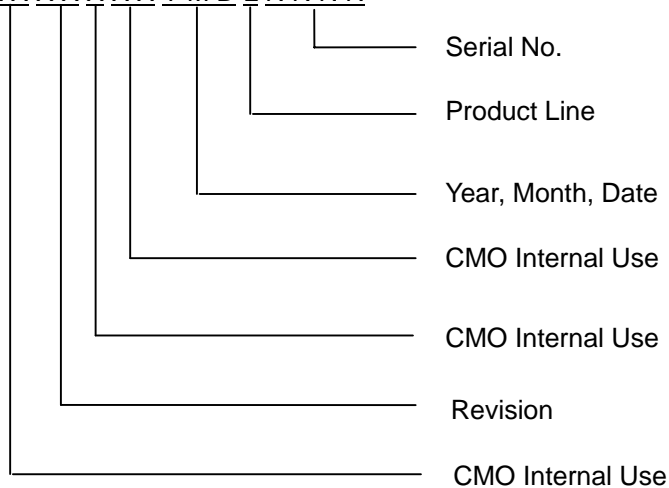 Serial No.
Product Line
Year, Month, Date
CMO Internal Use
CMO Internal Use
Revision
CMO Internal Use